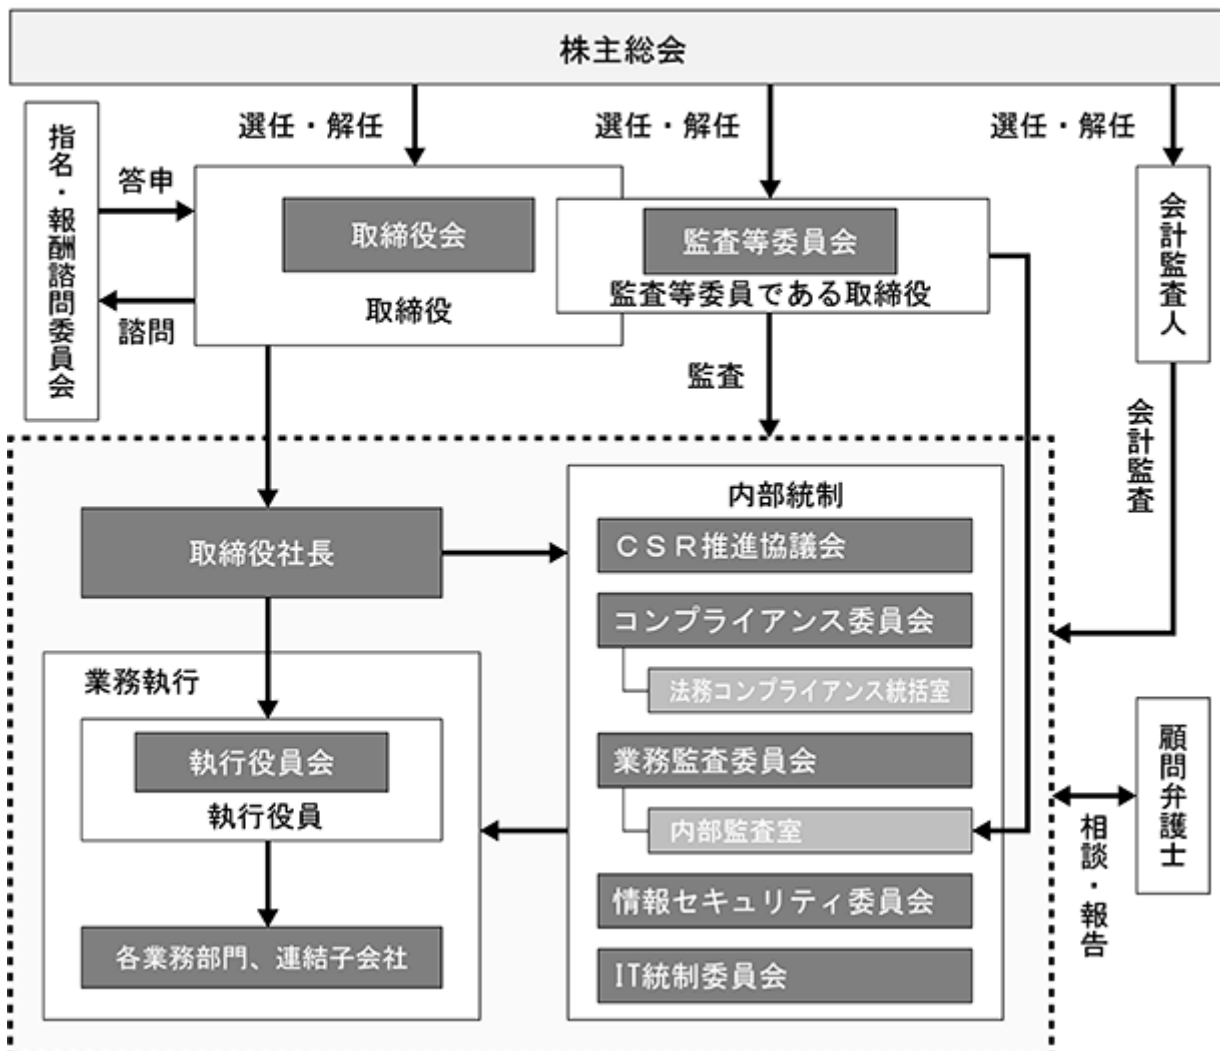 株主総会
選任・解任
選任・解任
選任・解任
指名・報酬諮問委員会
答申
諮問
取締役会
取締役
監査等委員会
監査等委員である取締役
会計監査人
監査
会計監査
取締役社長
内部統制
ＣＳＲ推進協議会
コンプライアンス委員会
法務コンプライアンス統括室
業務監査委員会
内部監査室
情報セキュリティ委員会
IT統制委員会
業務執行
執行役員会
執行役員
各業務部門、連結子会社
顧問弁護士
相談・報告